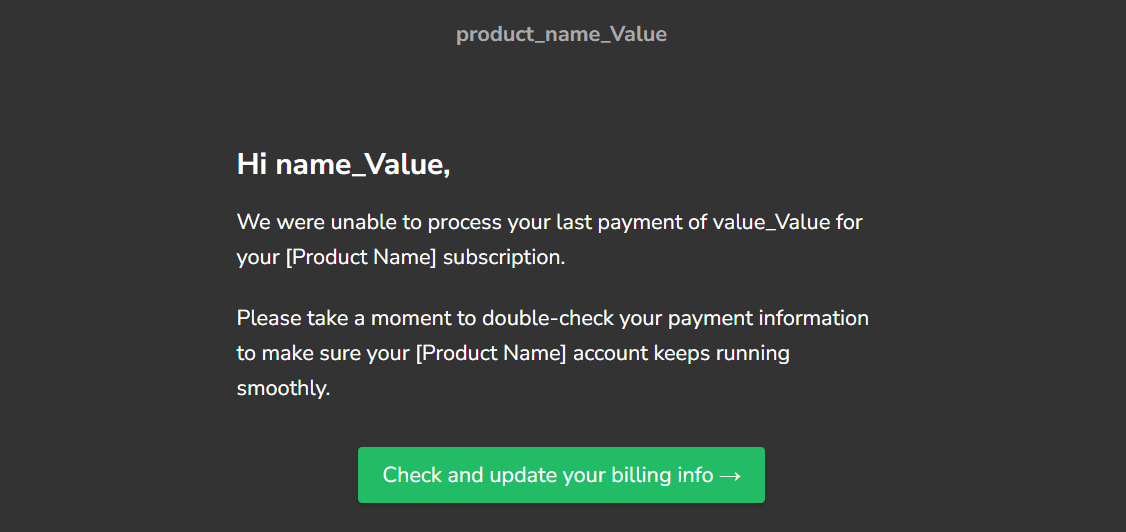 product_name_Value
Hi name_Value,
We were unable to process your last payment of value_Value for
your [Product Name] subscription.
Please take a moment to double-check your payment information
to make sure your [Product Name] account keeps running
smoothly.
Check and update your billing info →